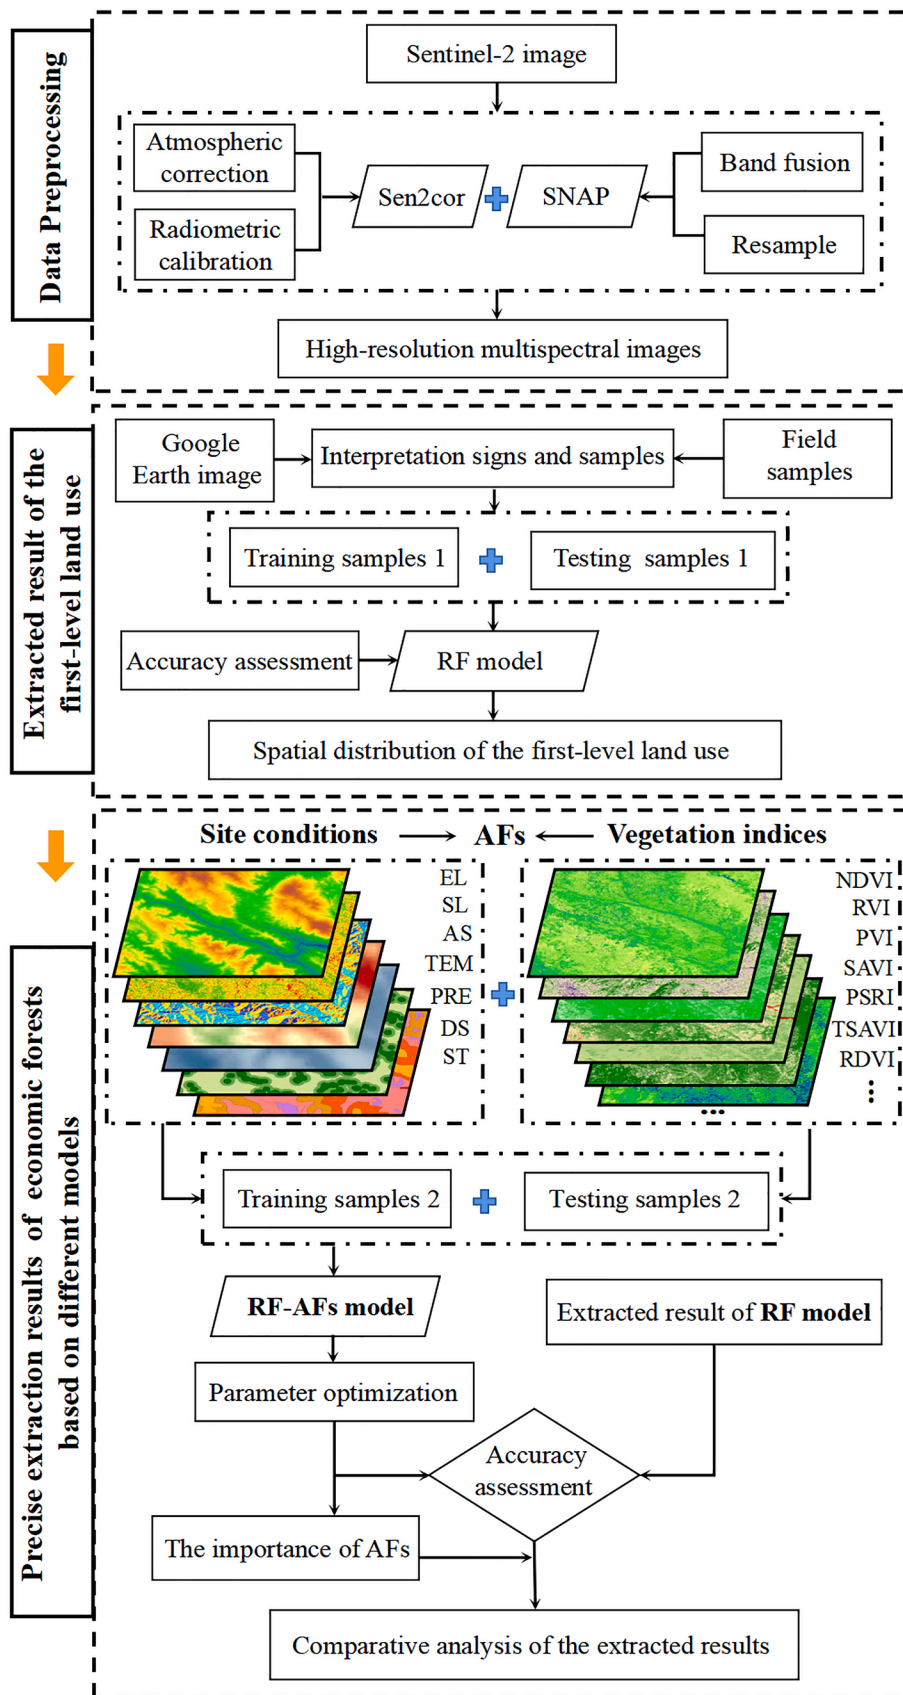 Data Preprocessing
Sentinel-2 image
Atmospheric
correction
Radiometric
calibration
Sen2cor
SNAP
Band fusion
Resample
High-resolution multispectral images
Extracted result of the
first-level land use
Google
Earth image
Interpretation signs and samples
Field
samples
Training samples 1
Testing samples 1
Accuracy assessment
RF model
Spatial distribution of the first-level land use
Precise extraction results of economic forests
based on different models
Site conditions
AFs
Vegetation indices
EL
SL
AS
TEM
PRE
DS
ST
NDVI
RVI
PVI
SAVI
PSRI
TSAVI
RDVI
⋮
...
Training samples 2
Testing samples 2
RF-AFs model
Extracted result of RF model
Parameter optimization
Accuracy
assessment
The importance of AFs
Comparative analysis of the extracted results